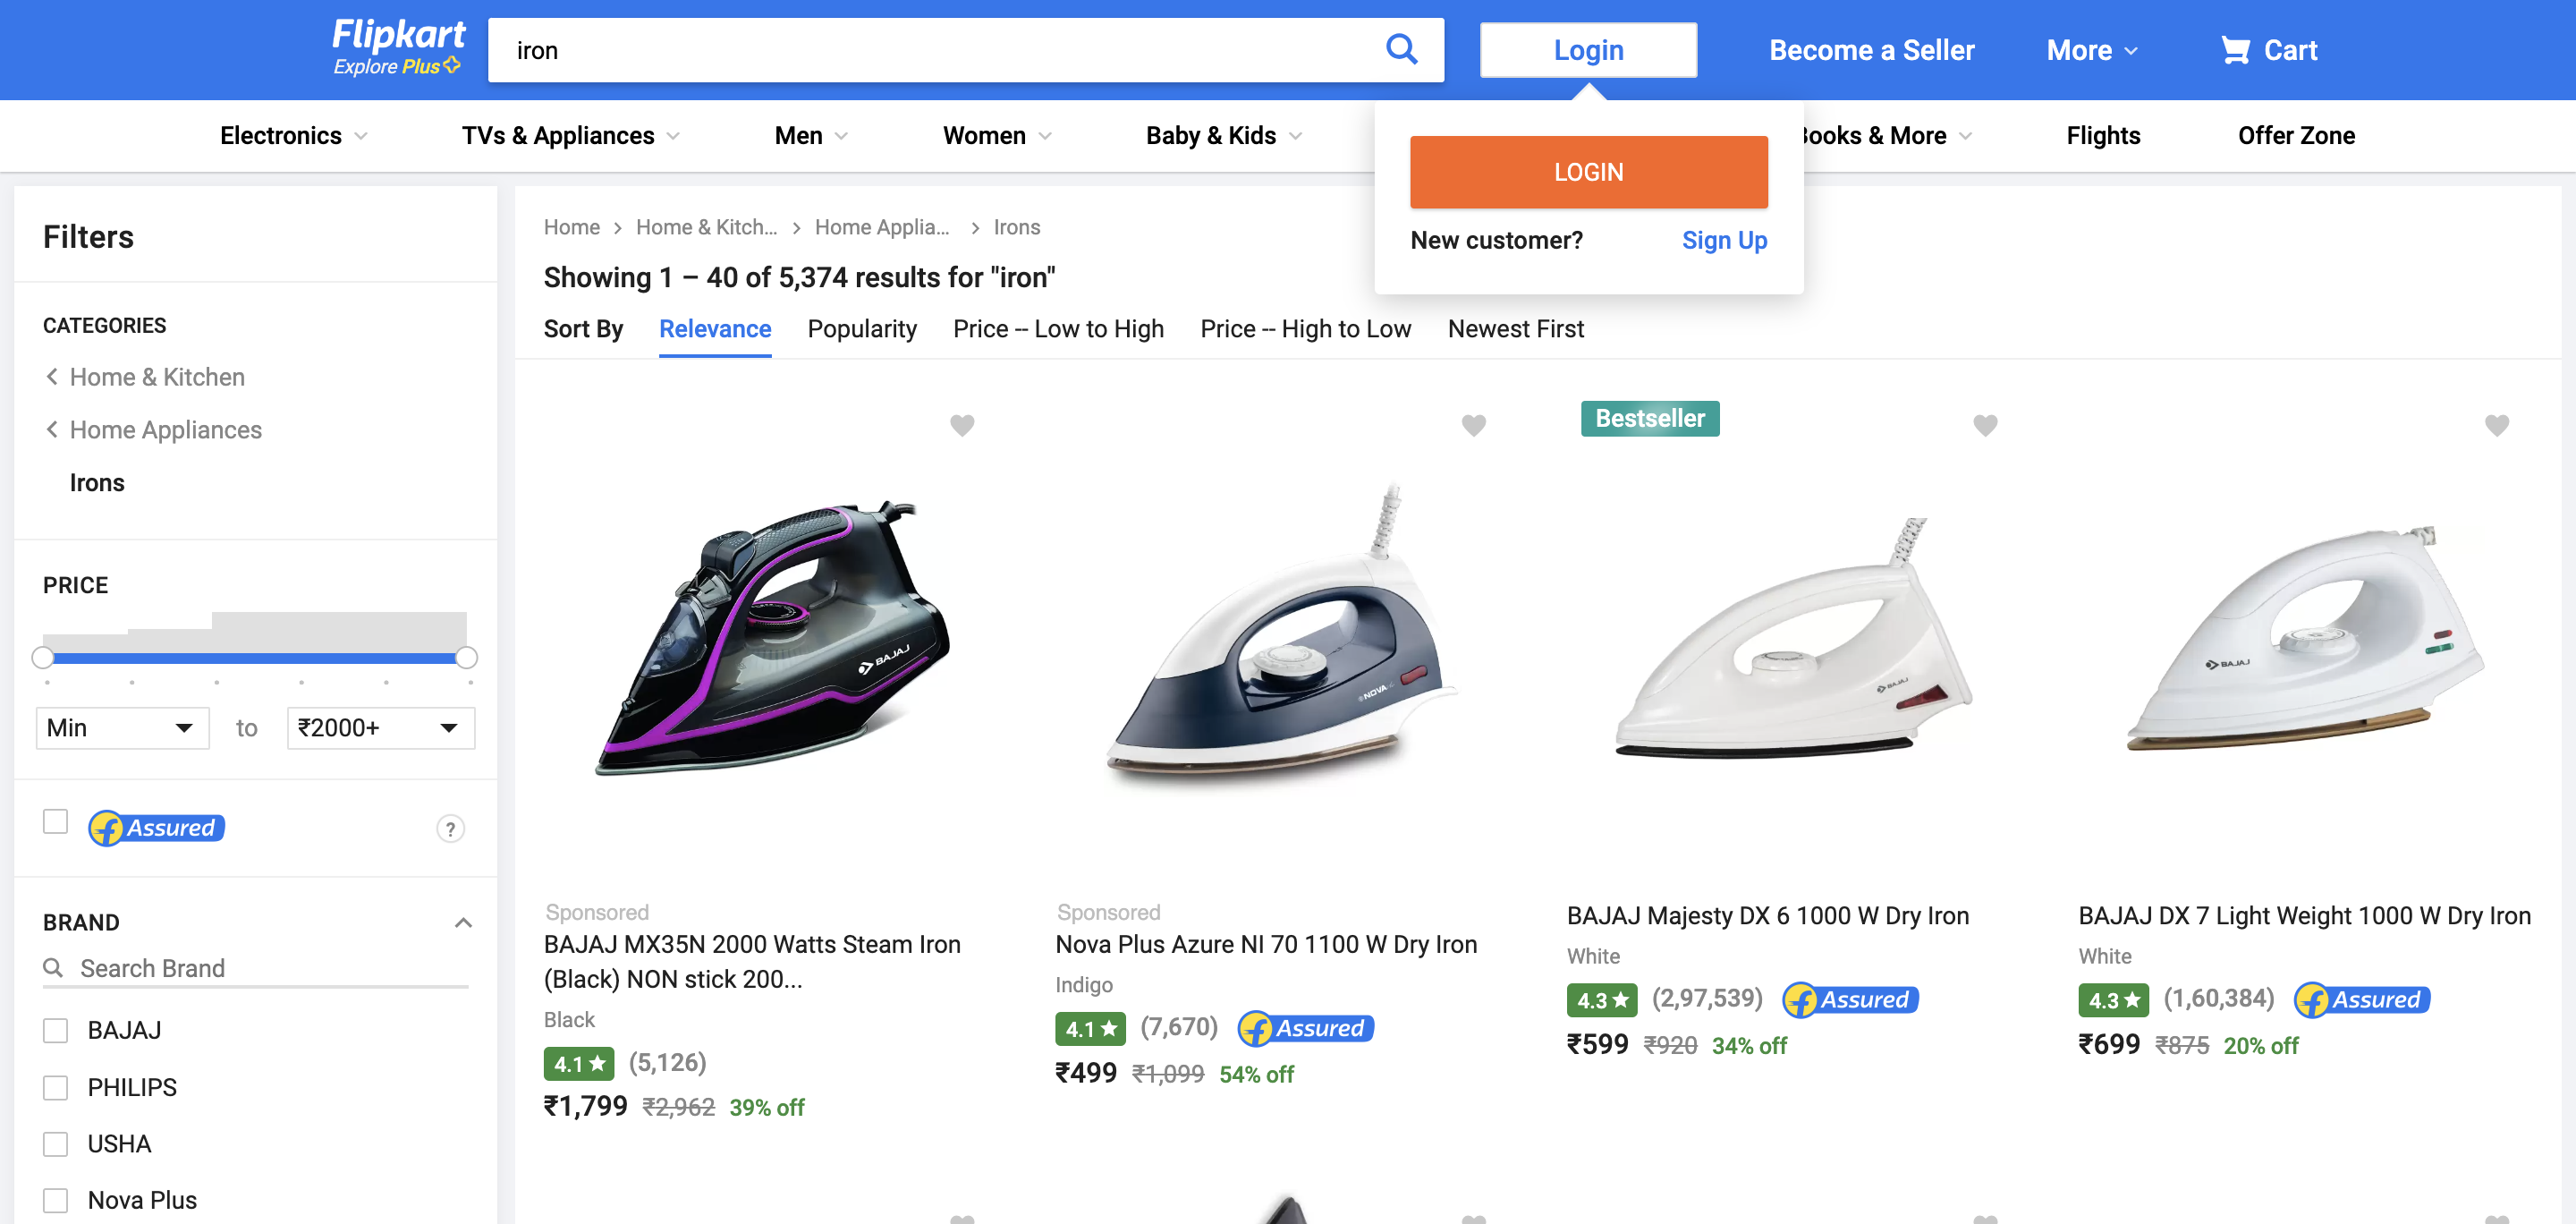 Flipkart
Explore Plus
iron
Login
Become a Seller
More
Cart
Electronics
TVs & Appliances
Men
Women
Baby & Kids
Books & More
Flights
Offer Zone
LOGIN
New customer? Sign Up
Filters
CATEGORIES
Home & Kitchen
Home Appliances
Irons
PRICE
Min to ₹2000+
Assured ?
BRAND
Search Brand
BAJAJ
PHILIPS
USHA
Nova Plus
Home > Home & Kitch... > Home Applia... > Irons
Showing 1 – 40 of 5,374 results for "iron"
Sort By Relevance Popularity Price -- Low to High Price -- High to Low Newest First
BAJAJ
Sponsored
BAJAJ MX35N 2000 Watts Steam Iron
(Black) NON stick 200...
Black
4.1★ (5,126)
₹1,799 ₹2,962 39% off
NOVA
Sponsored
Nova Plus Azure NI 70 1100 W Dry Iron
Indigo
4.1★ (7,670) Assured
₹499 ₹1,099 54% off
Bestseller
BAJAJ
BAJAJ Majesty DX 6 1000 W Dry Iron
White
4.3★ (2,97,539) Assured
₹599 ₹920 34% off
BAJAJ
BAJAJ DX 7 Light Weight 1000 W Dry Iron
White
4.3★ (1,60,384) Assured
₹699 ₹875 20% off